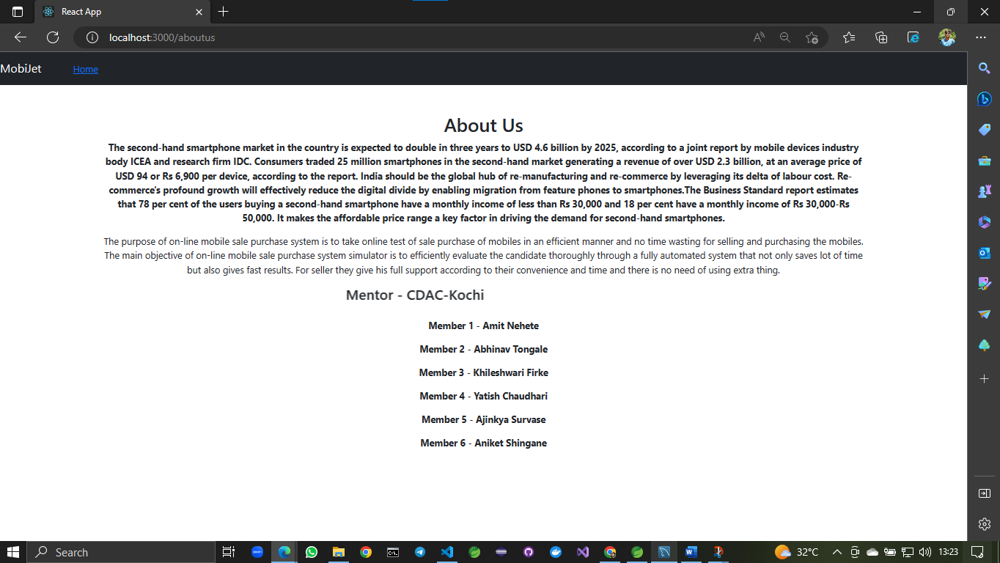 React App
localhost:3000/aboutus
MobiJet
Home
About Us
The second-hand smartphone market in the country is expected to double in three years to USD 4.6 billion by 2025, according to a joint report by mobile devices industry
body ICEA and research firm IDC. Consumers traded 25 million smartphones in the second-hand market generating a revenue of over USD 2.3 billion, at an average price of
USD 94 or Rs 6,900 per device, according to the report. India should be the global hub of re-manufacturing and re-commerce by leveraging its delta of labour cost. Re-
commerce's profound growth will effectively reduce the digital divide by enabling migration from feature phones to smartphones.The Business Standard report estimates
that 78 per cent of the users buying a second-hand smartphone have a monthly income of less than Rs 30,000 and 18 per cent have a monthly income of Rs 30,000-Rs
50,000. It makes the affordable price range a key factor in driving the demand for second-hand smartphones.
The purpose of on-line mobile sale purchase system is to take online test of sale purchase of mobiles in an efficient manner and no time wasting for selling and purchasing the mobiles.
The main objective of on-line mobile sale purchase system simulator is to efficiently evaluate the candidate thoroughly through a fully automated system that not only saves lot of time
but also gives fast results. For seller they give his full support according to their convenience and time and there is no need of using extra thing.
Mentor - CDAC-Kochi
Member 1 - Amit Nehete
Member 2 - Abhinav Tongale
Member 3 - Khileshwari Firke
Member 4 - Yatish Chaudhari
Member 5 - Ajinkya Survase
Member 6 - Aniket Shingane
Search
32°C
13:23